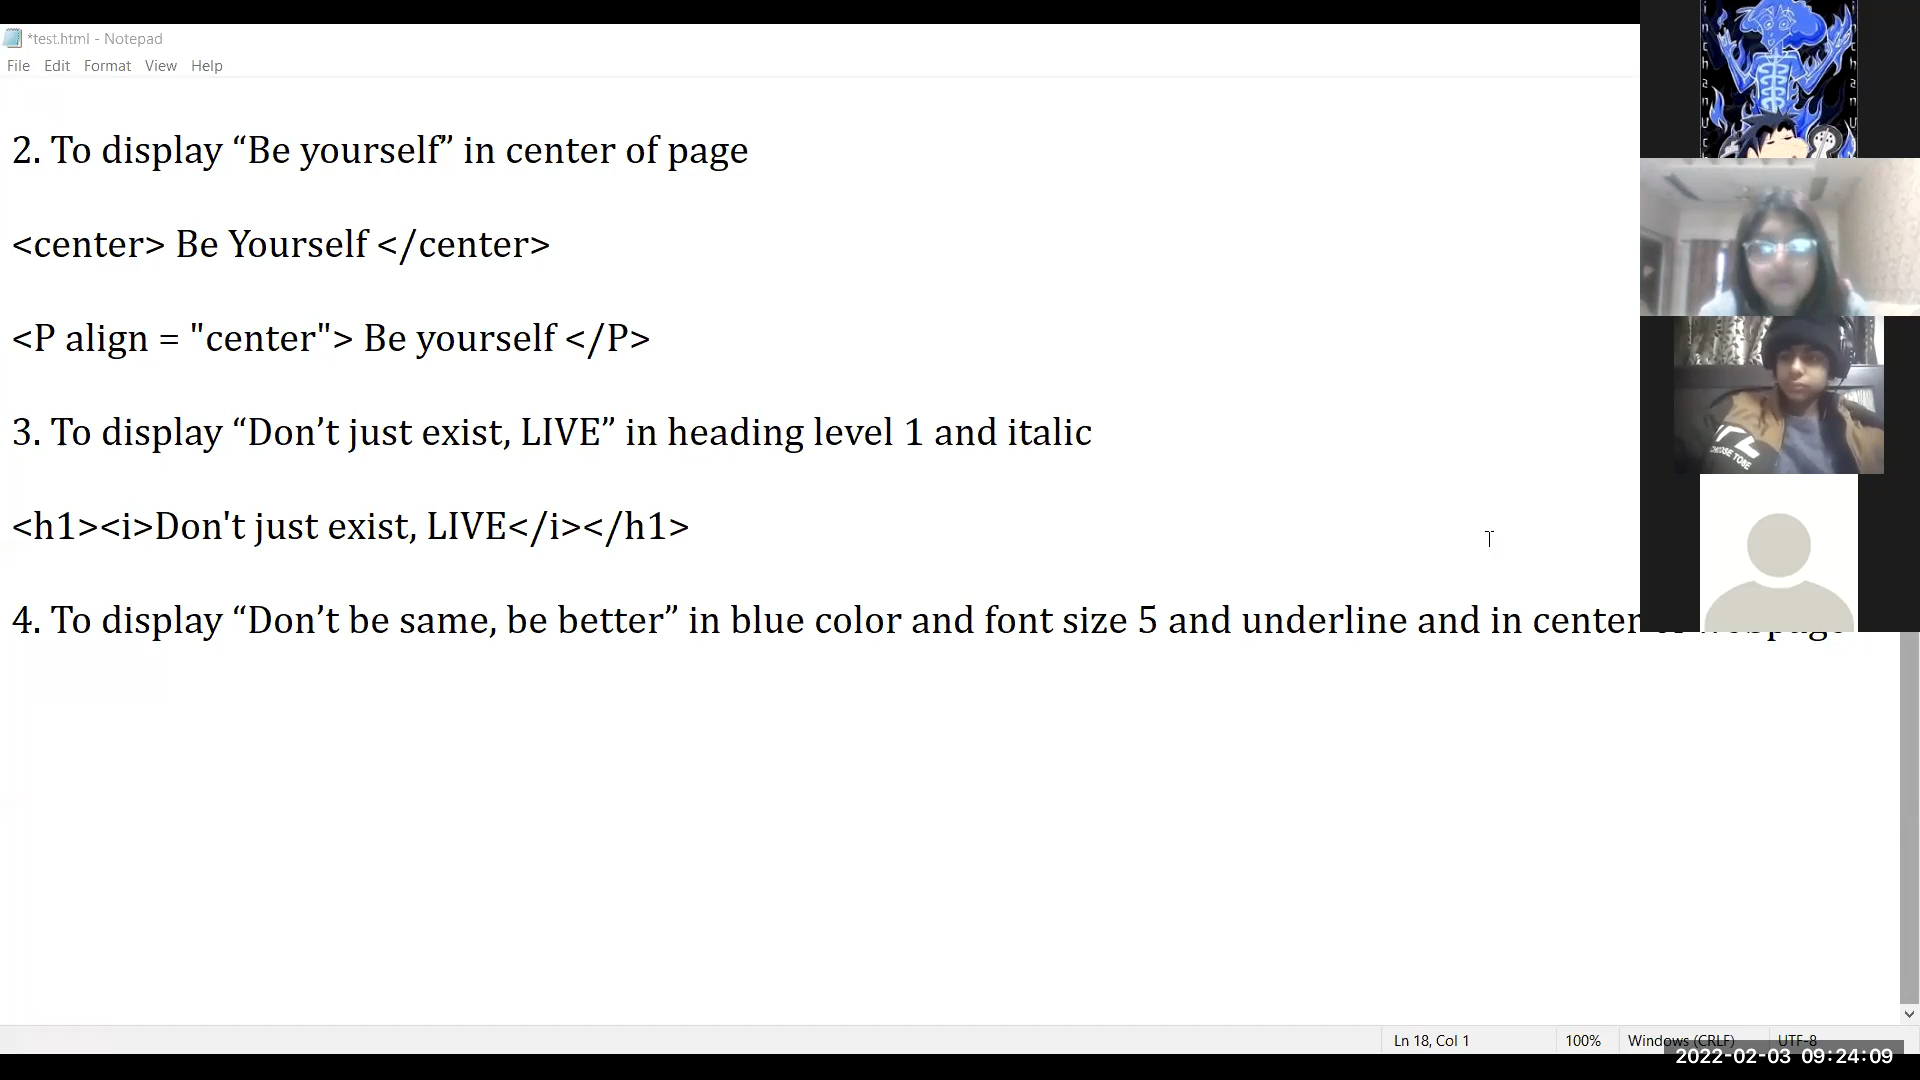 *test.html - Notepad
File Edit Format View Help
2. To display “Be yourself” in center of page
<center> Be Yourself </center>
<P align = "center"> Be yourself </P>
3. To display “Don’t just exist, LIVE” in heading level 1 and italic
<h1><i>Don't just exist, LIVE</i></h1>
4. To display “Don’t be same, be better” in blue color and font size 5 and underline and in center
CHOOSE TOBE
Ln 18, Col 1 100% Windows (CRLF) UTF-8
2022-02-03 09:24:09